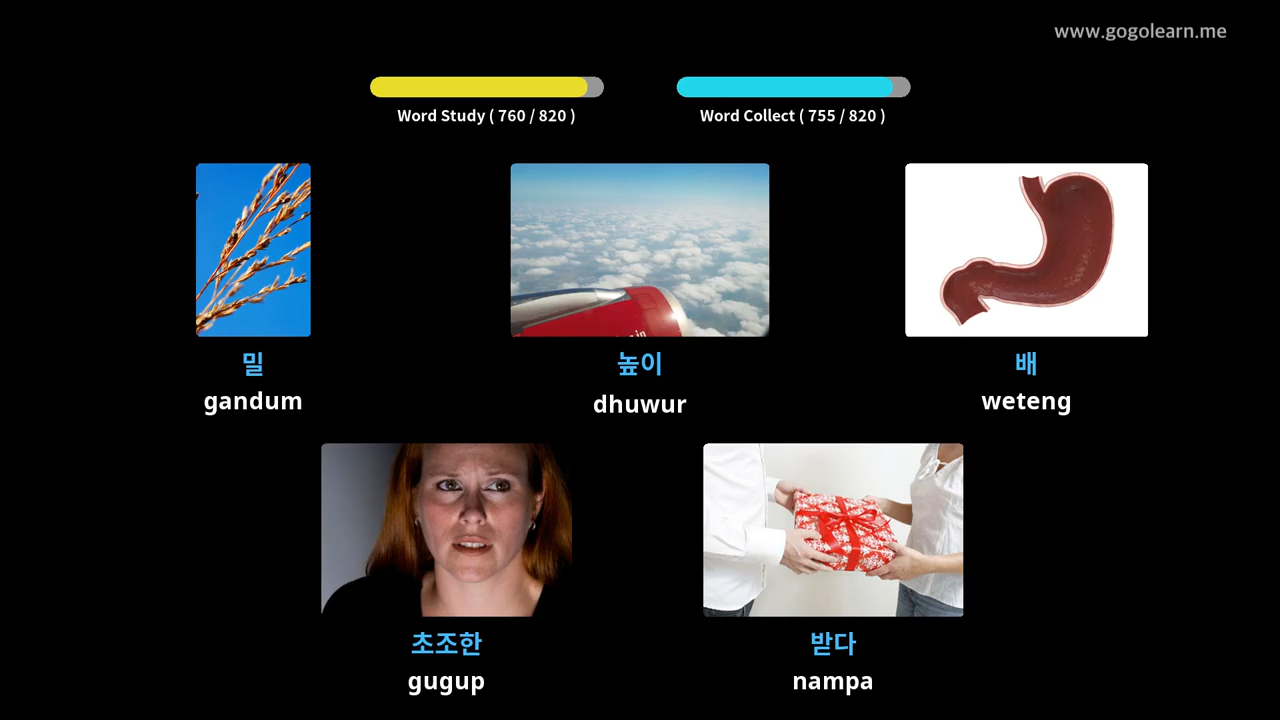 www.gogolearn.me
Word Study ( 760 / 820 )
Word Collect ( 755 / 820 )
밀
gandum
높이
dhuwur
배
weteng
초조한
gugup
받다
nampa